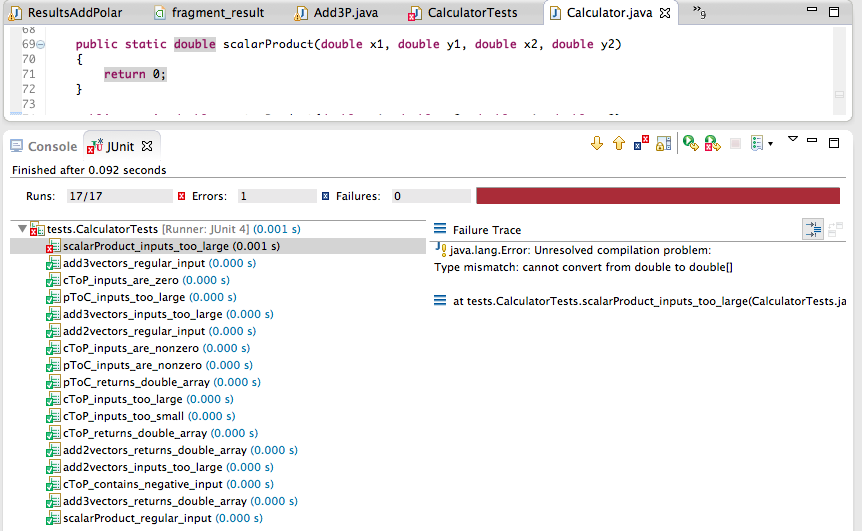 ResultsAddPolar fragment_result Add3P.java CalculatorTests Calculator.java »9
68
69 public static double scalarProduct(double x1, double y1, double x2, double y2)
70 {
71 return 0;
72 }
73
Console JUnit
Finished after 0.092 seconds
Runs: 17/17 Errors: 1 Failures: 0
tests.CalculatorTests [Runner: JUnit 4] (0.001 s)
scalarProduct_inputs_too_large (0.001 s)
add3vectors_regular_input (0.000 s)
cToP_inputs_are_zero (0.000 s)
pToC_inputs_too_large (0.000 s)
add3vectors_inputs_too_large (0.000 s)
add2vectors_regular_input (0.000 s)
cToP_inputs_are_nonzero (0.000 s)
pToC_inputs_are_nonzero (0.000 s)
pToC_returns_double_array (0.000 s)
cToP_inputs_too_large (0.000 s)
cToP_inputs_too_small (0.000 s)
cToP_returns_double_array (0.000 s)
add2vectors_returns_double_array (0.000 s)
add2vectors_inputs_too_large (0.000 s)
cToP_contains_negative_input (0.000 s)
add3vectors_returns_double_array (0.000 s)
scalarProduct_regular_input (0.000 s)
Failure Trace
java.lang.Error: Unresolved compilation problem:
Type mismatch: cannot convert from double to double[]
at tests.CalculatorTests.scalarProduct_inputs_too_large(CalculatorTests.ja